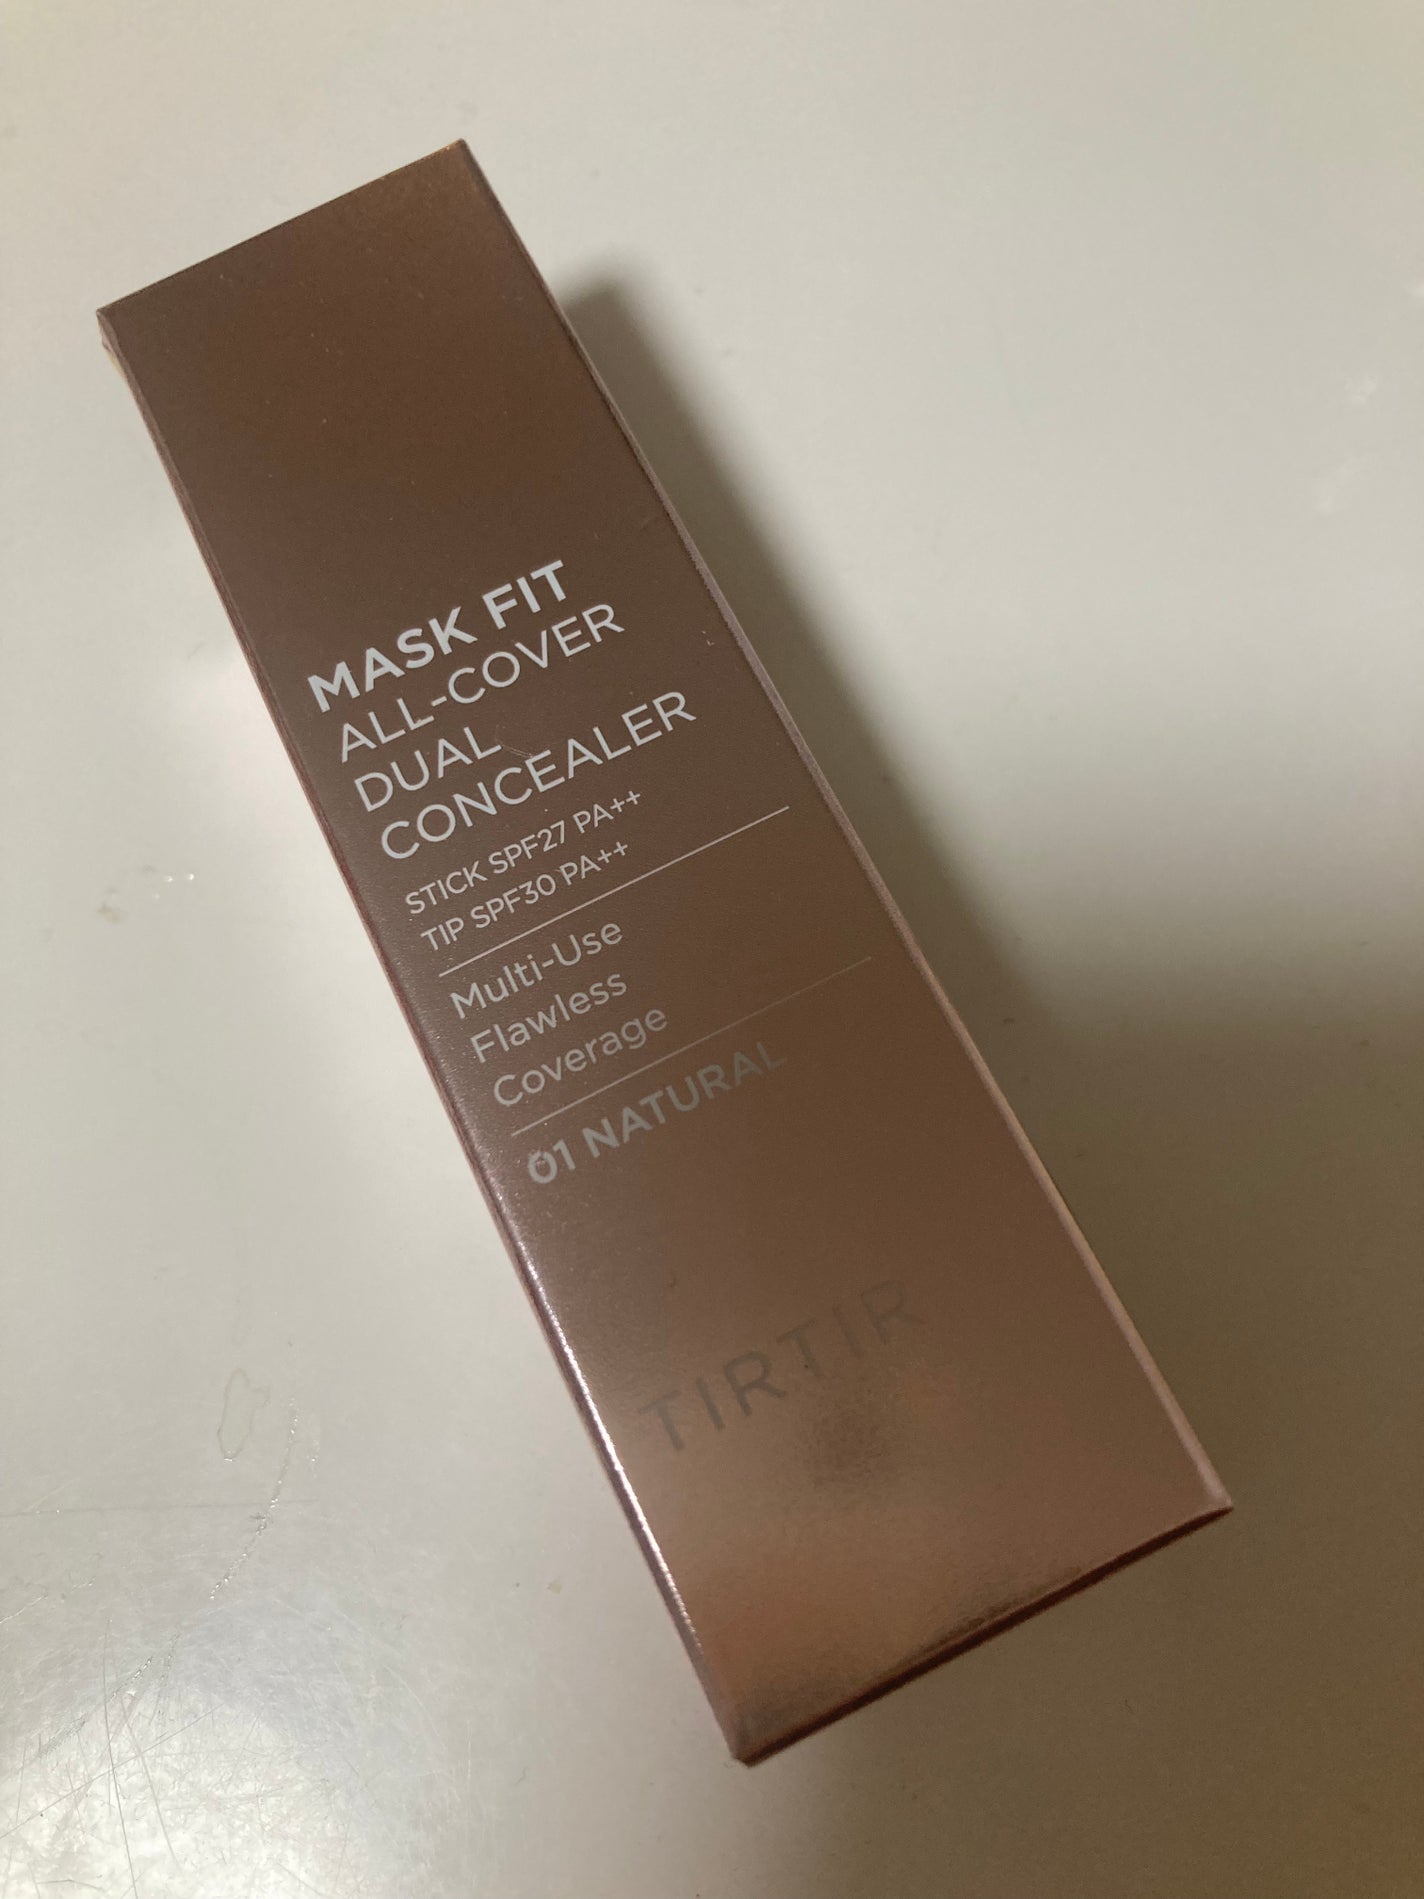 MASK FIT
ALL-COVER
DUAL
CONCEALER
STICK SPF27 PA++
TIP SPF30 PA++
Multi-Use
Flawless
Coverage
01 NATURAL
TIRTIR